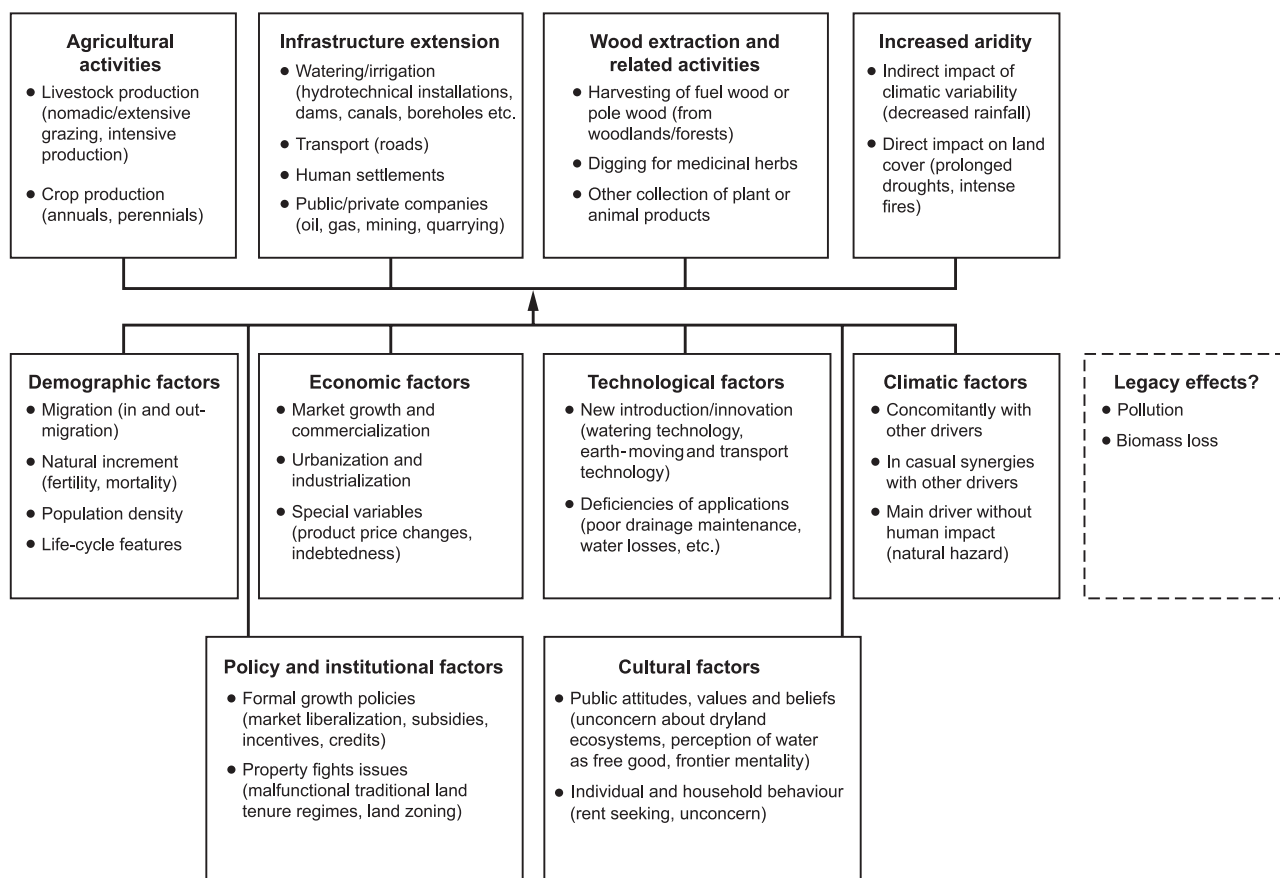 Agricultural
activities
● Livestock production
(nomadic/extensive
grazing, intensive
production)
● Crop production
(annuals, perennials)
Infrastructure extension
● Watering/irrigation
(hydrotechnical installations,
dams, canals, boreholes etc.
● Transport (roads)
● Human settlements
● Public/private companies
(oil, gas, mining, quarrying)
Wood extraction and
related activities
● Harvesting of fuel wood or
pole wood (from
woodlands/forests)
● Digging for medicinal herbs
● Other collection of plant or
animal products
Increased aridity
● Indirect impact of
climatic variability
(decreased rainfall)
● Direct impact on land
cover (prolonged
droughts, intense
fires)
Demographic factors
● Migration (in and out-
migration)
● Natural increment
(fertility, mortality)
● Population density
● Life-cycle features
Economic factors
● Market growth and
commercialization
● Urbanization and
industrialization
● Special variables
(product price changes,
indebtedness)
Technological factors
● New introduction/innovation
(watering technology,
earth-moving and transport
technology)
● Deficiencies of applications
(poor drainage maintenance,
water losses, etc.)
Climatic factors
● Concomitantly with
other drivers
● In casual synergies
with other drivers
● Main driver without
human impact
(natural hazard)
Legacy effects?
● Pollution
● Biomass loss
Policy and institutional factors
● Formal growth policies
(market liberalization, subsidies,
incentives, credits)
● Property fights issues
(malfunctional traditional land
tenure regimes, land zoning)
Cultural factors
● Public attitudes, values and beliefs
(unconcern about dryland
ecosystems, perception of water
as free good, frontier mentality)
● Individual and household behaviour
(rent seeking, unconcern)